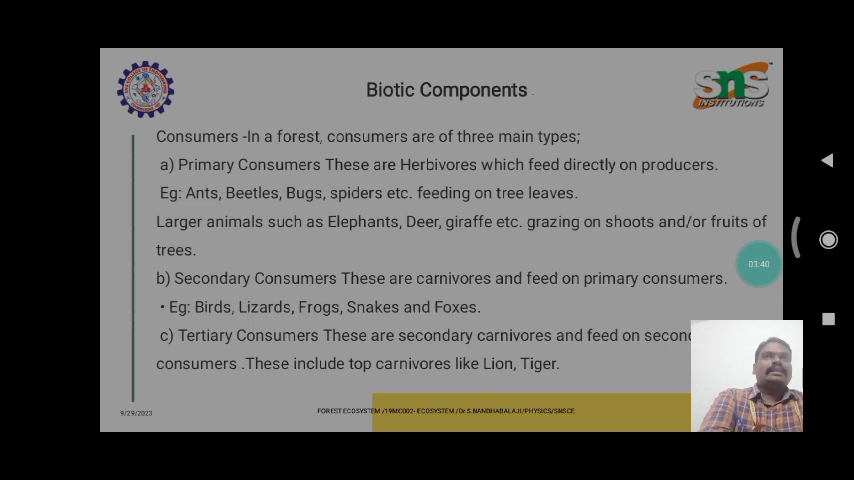 Biotic Components
SNS
INSTITUTIONS
Consumers -In a forest, consumers are of three main types;
a) Primary Consumers These are Herbivores which feed directly on producers.
Eg: Ants, Beetles, Bugs, spiders etc. feeding on tree leaves.
Larger animals such as Elephants, Deer, giraffe etc. grazing on shoots and/or fruits of
trees.
03:40
b) Secondary Consumers These are carnivores and feed on primary consumers.
• Eg: Birds, Lizards, Frogs, Snakes and Foxes.
c) Tertiary Consumers These are secondary carnivores and feed on second
consumers .These include top carnivores like Lion, Tiger.
9/29/2023
FOREST ECOSYSTEM /19MC002- ECOSYSTEM /Dr.S.NANDHABALAJI/PHYSICS/SNSCE